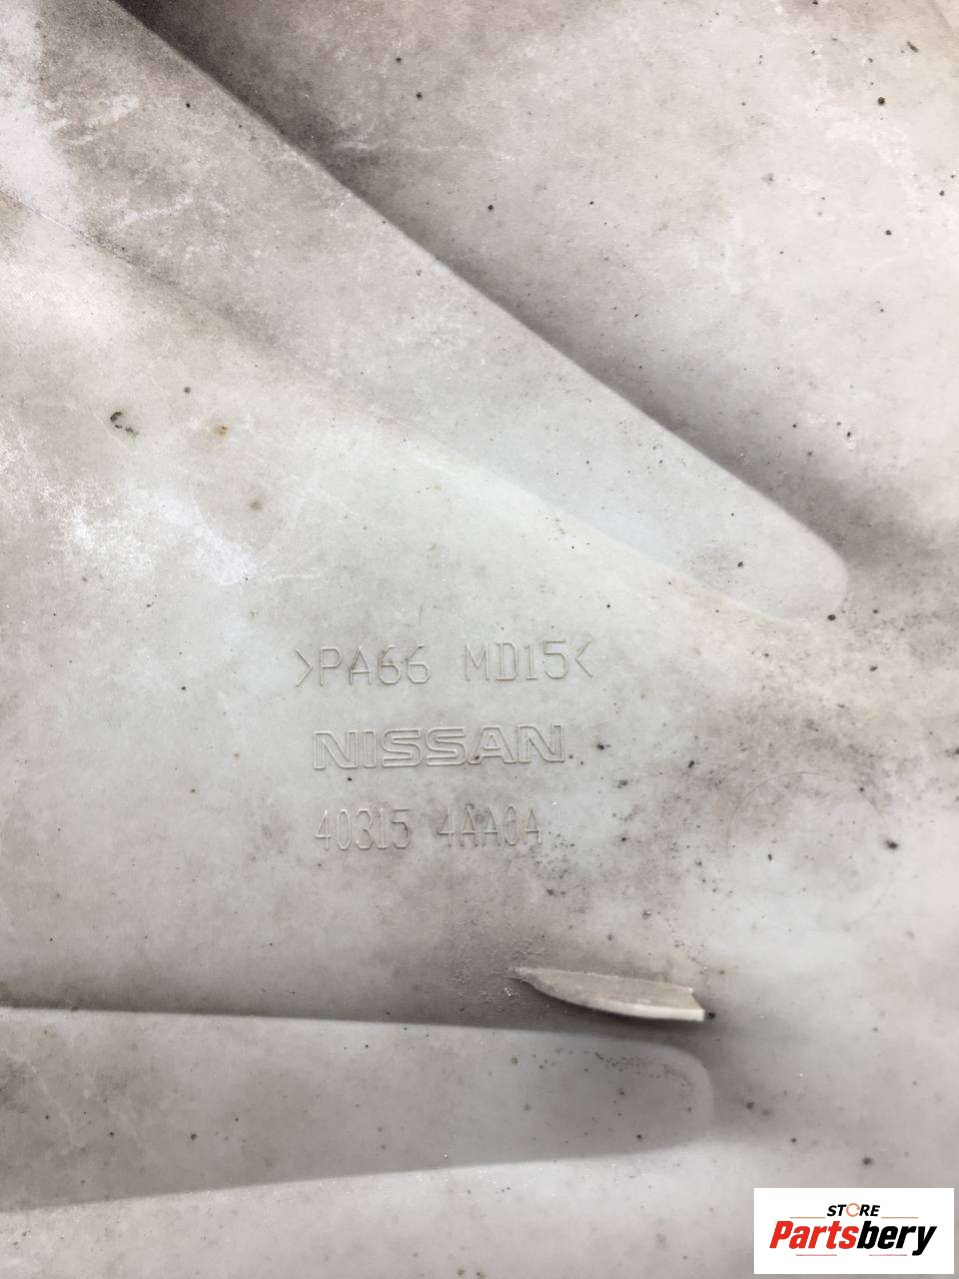 >PA66 MD15<
NISSAN
40315 4AA0A
STORE
Partsbery